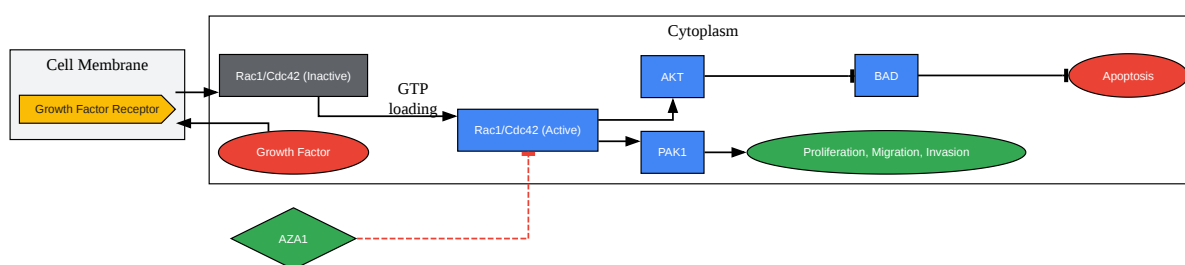 Cytoplasm
Cell Membrane
Growth Factor Receptor
Rac1/Cdc42 (Inactive)
GTP
loading
Growth Factor
Rac1/Cdc42 (Active)
AKT
BAD
Apoptosis
PAK1
Proliferation, Migration, Invasion
AZA1